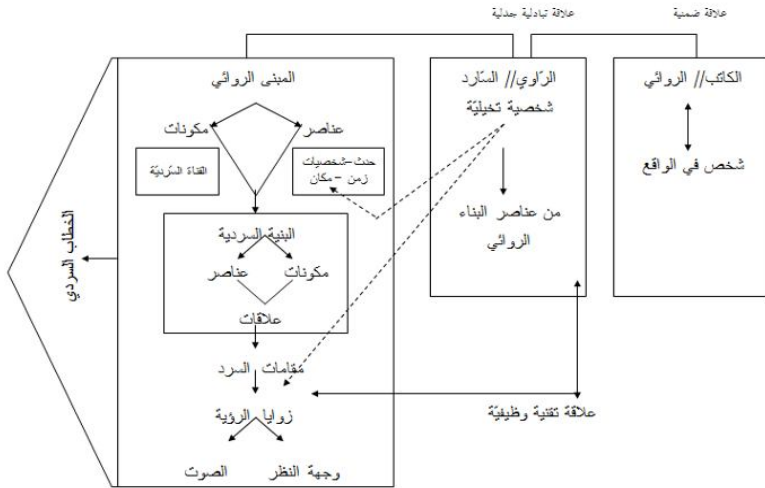 علاقة ضمنية
علاقة تبادلية جدلية
الكاتب// الروائي
شخص في الواقع
الرّاوي// السّارد
شخصية تخيليّة
من عناصر البناء
الروائي
المبنى الروائي
عناصر
مكونات
حدث–شخصيات
زمن – مكان
القناة السّرديّة
البنية السردية
مكونات
عناصر
علاقات
مقامات السرد
زوايا الرؤية
وجهة النظر
الصوت
علاقة تقنية وظيفيّة
الخطاب السردي